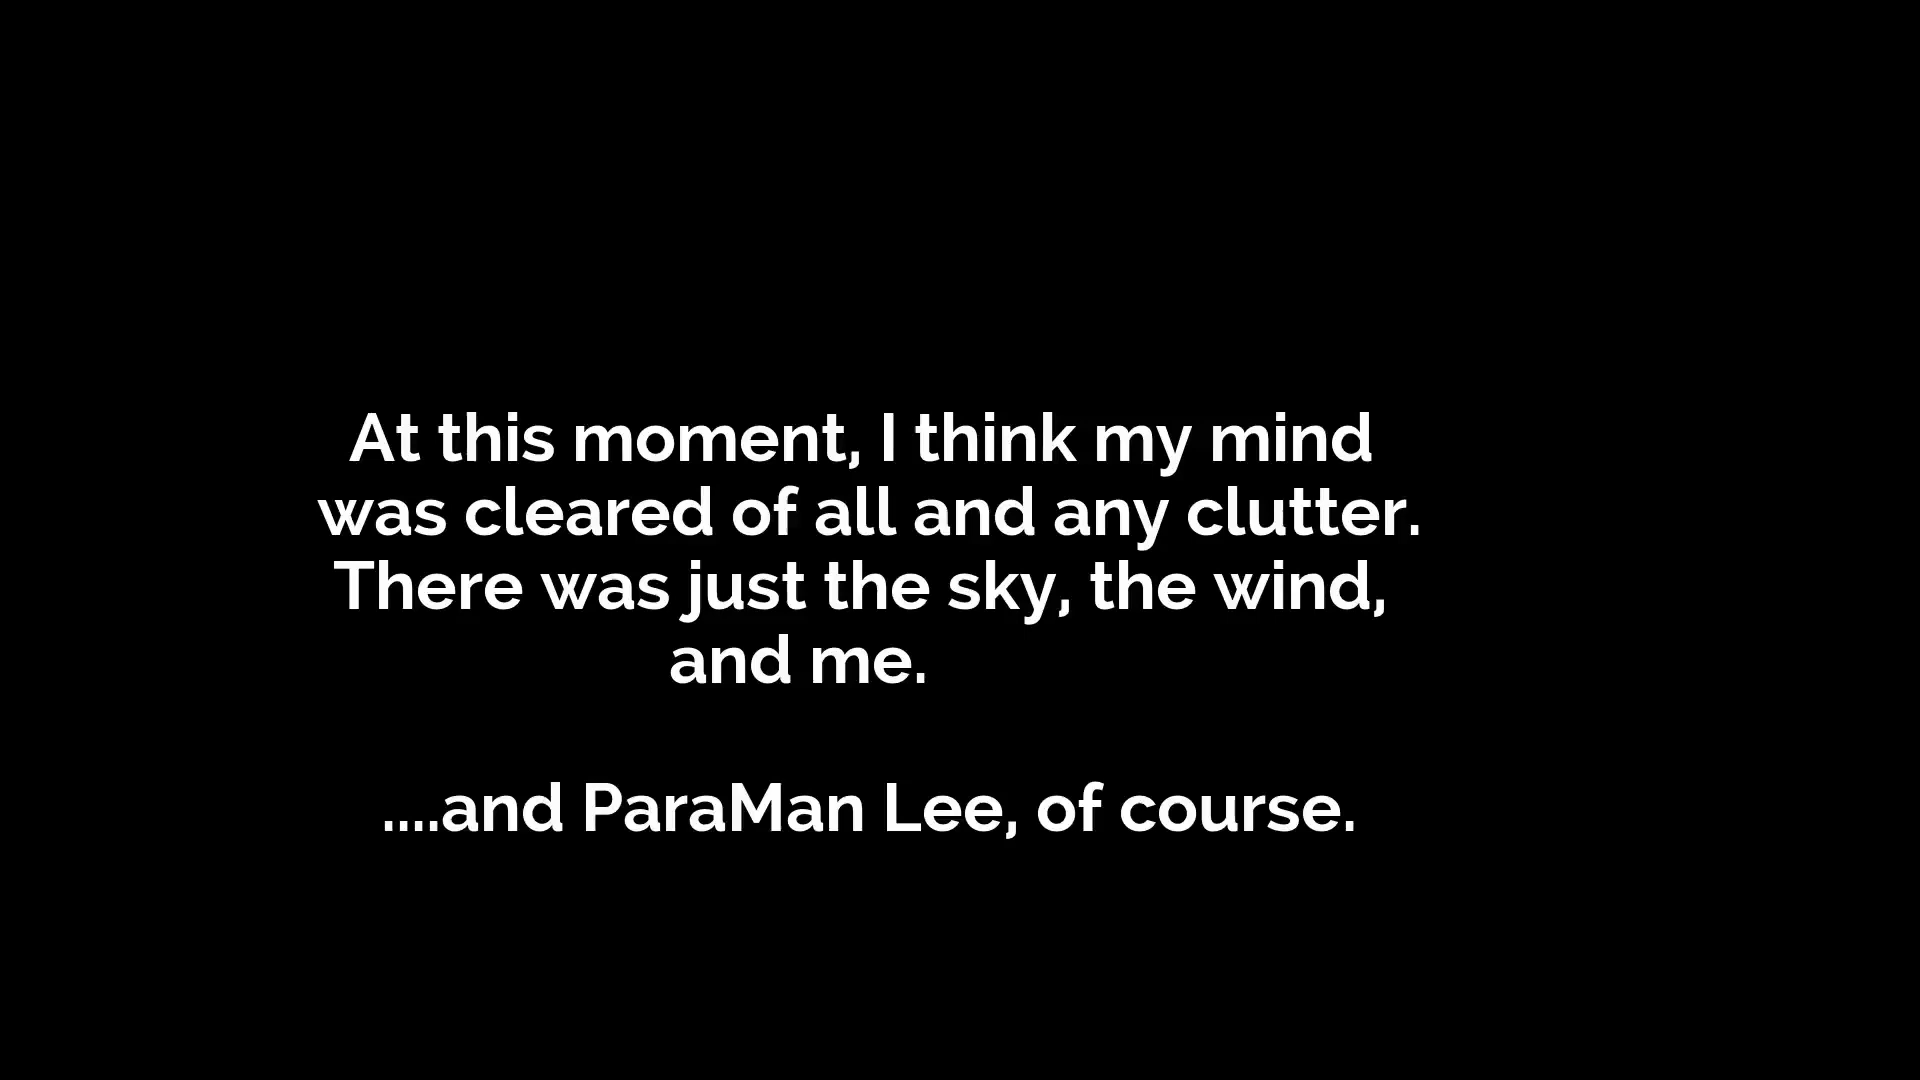 At this moment, I think my mind
was cleared of all and any clutter.
There was just the sky, the wind,
and me.
....and ParaMan Lee, of course.